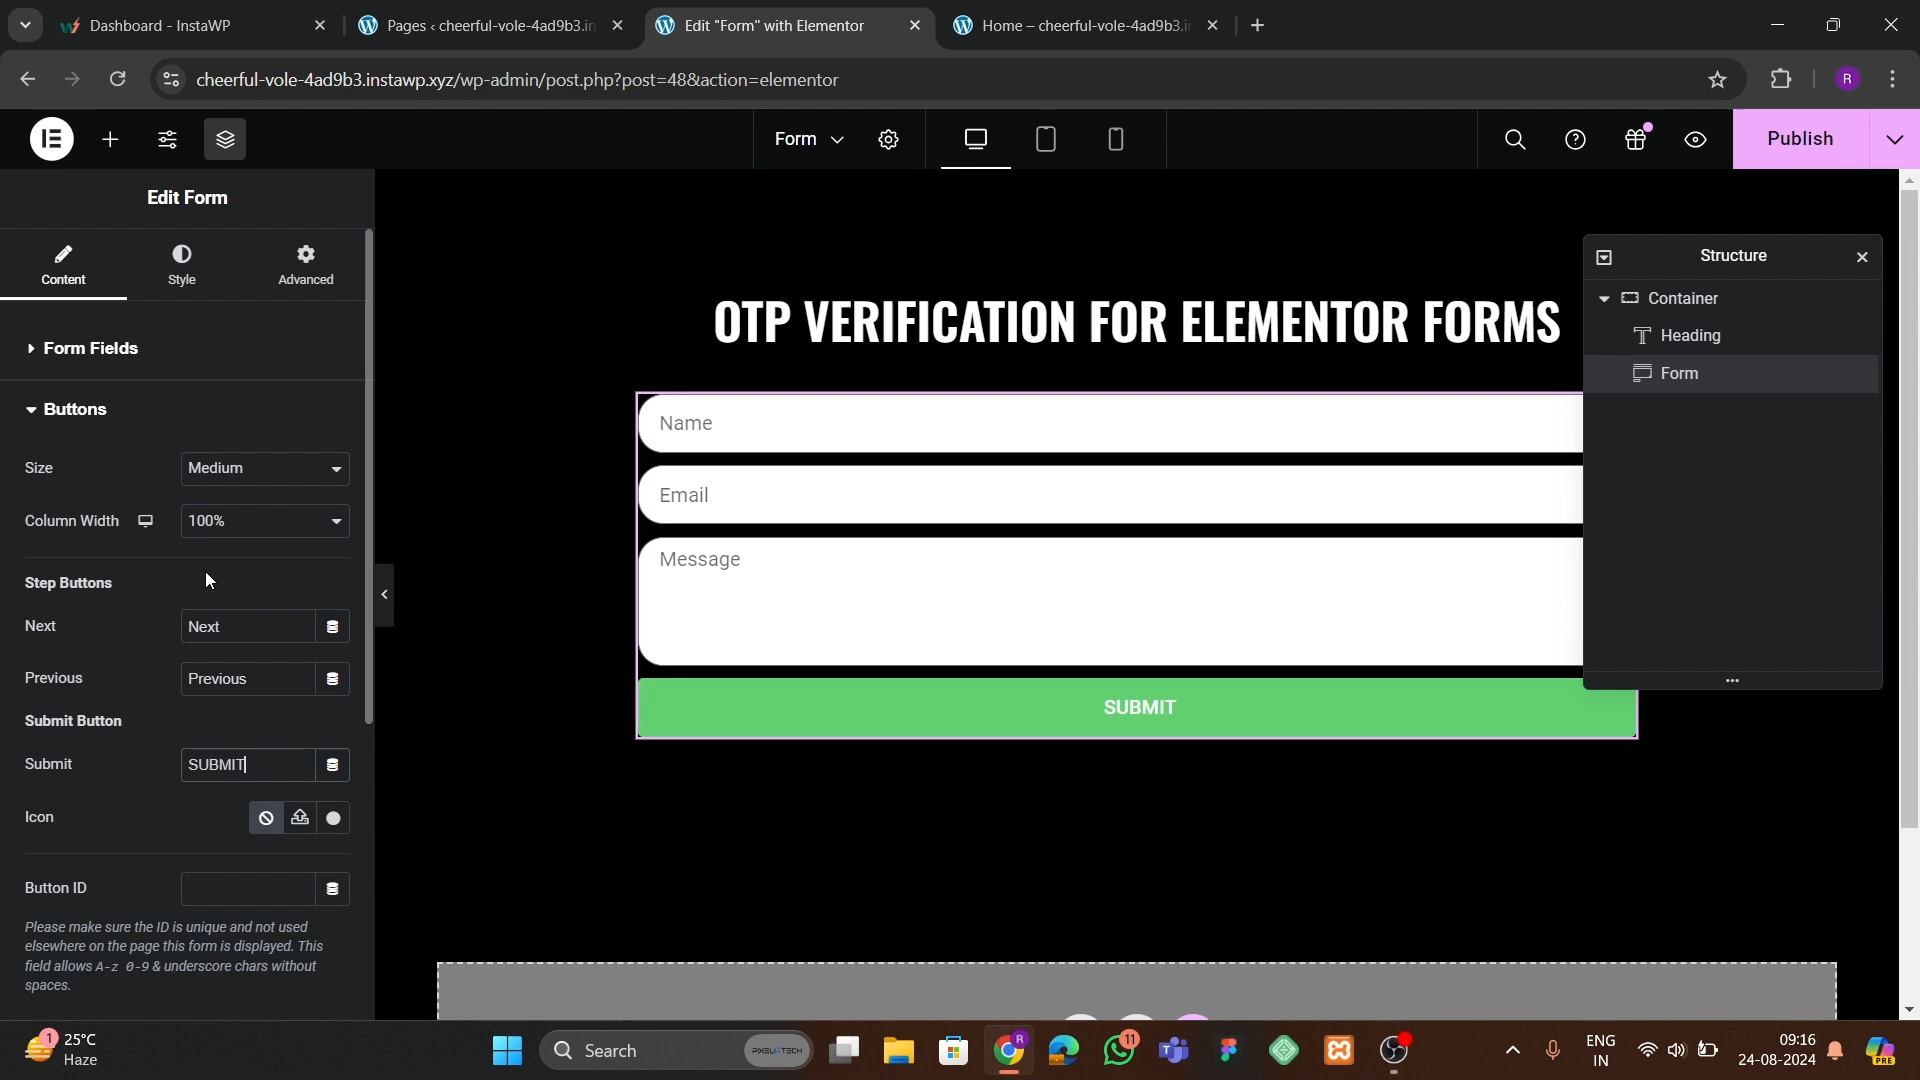 Dashboard - InstaWP
Pages ‹ cheerful-vole-4ad9b3.in
Edit "Form" with Elementor
Home – cheerful-vole-4ad9b3.i
cheerful-vole-4ad9b3.instawp.xyz/wp-admin/post.php?post=48&action=elementor
R
Form
Publish
Edit Form
Content
Style
Advanced
Form Fields
Buttons
Size
Medium
Column Width
100%
Step Buttons
Next
Next
Previous
Previous
Submit Button
Submit
SUBMIT
Icon
Button ID
Please make sure the ID is unique and not used
elsewhere on the page this form is displayed. This
field allows A-z 0-9 & underscore chars without
spaces.
OTP VERIFICATION FOR ELEMENTOR FORMS
Name
Email
Message
SUBMIT
Structure
Container
Heading
Form
1
25°C
Haze
Search
PIXEL TECH
R
11
ENG
IN
09:16
24-08-2024
PRE